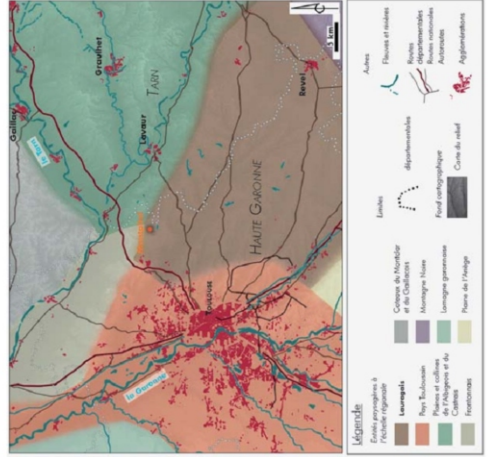 Gaillac
le Tarn
Graulhet
TARN
Lavaur
5 km
Revel
HAUTE GARONNE
TOULOUSE
la Garonne
Légende
Entités paysagères à
l'échelle régionale
Lauragais
Pays Toulousain
Plaines et collines
de l'Albigeois et du
Castrais
Frontonnais
Coteaux du Montclar
et du Gaillacois
Montagne Noire
Lomagne garonnaise
Plaine de l'Ariège
Limites
départementales
Fond cartographique
Carte du relief
Autres
Fleuves et rivières
Routes
départementales
Routes nationales
Autoroutes
Agglomérations